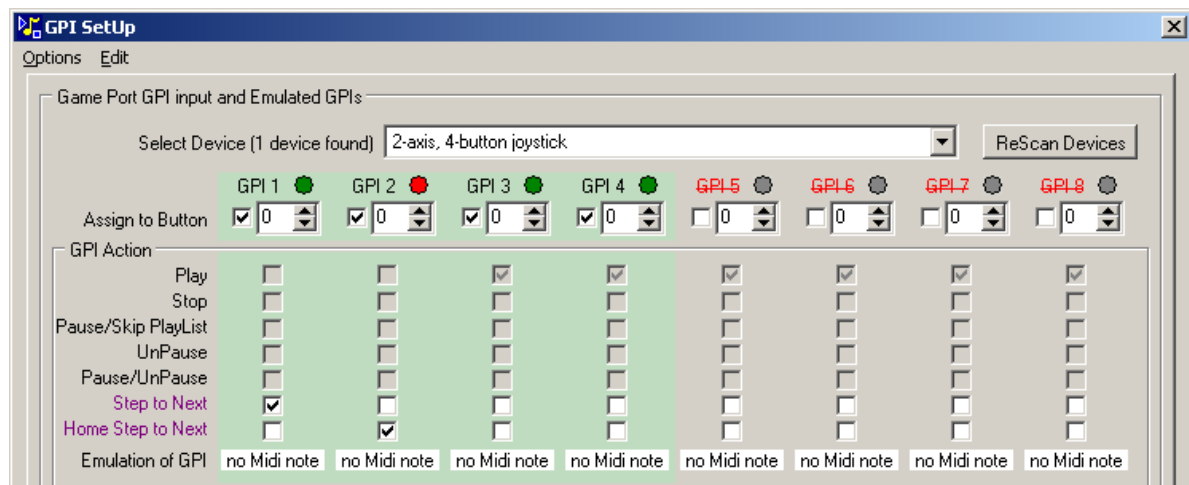 GPI SetUp
Options Edit
Game Port GPI input and Emulated GPIs
Select Device (1 device found) 2-axis, 4-button joystick ReScan Devices
GPI 1 GPI 2 GPI 3 GPI 4 GPI 5 GPI 6 GPI 7 GPI 8
Assign to Button 0 0 0 0 0 0 0 0
GPI Action
Play
Stop
Pause/Skip PlayList
UnPause
Pause/UnPause
Step to Next
Home Step to Next
Emulation of GPI no Midi note no Midi note no Midi note no Midi note no Midi note no Midi note no Midi note no Midi note